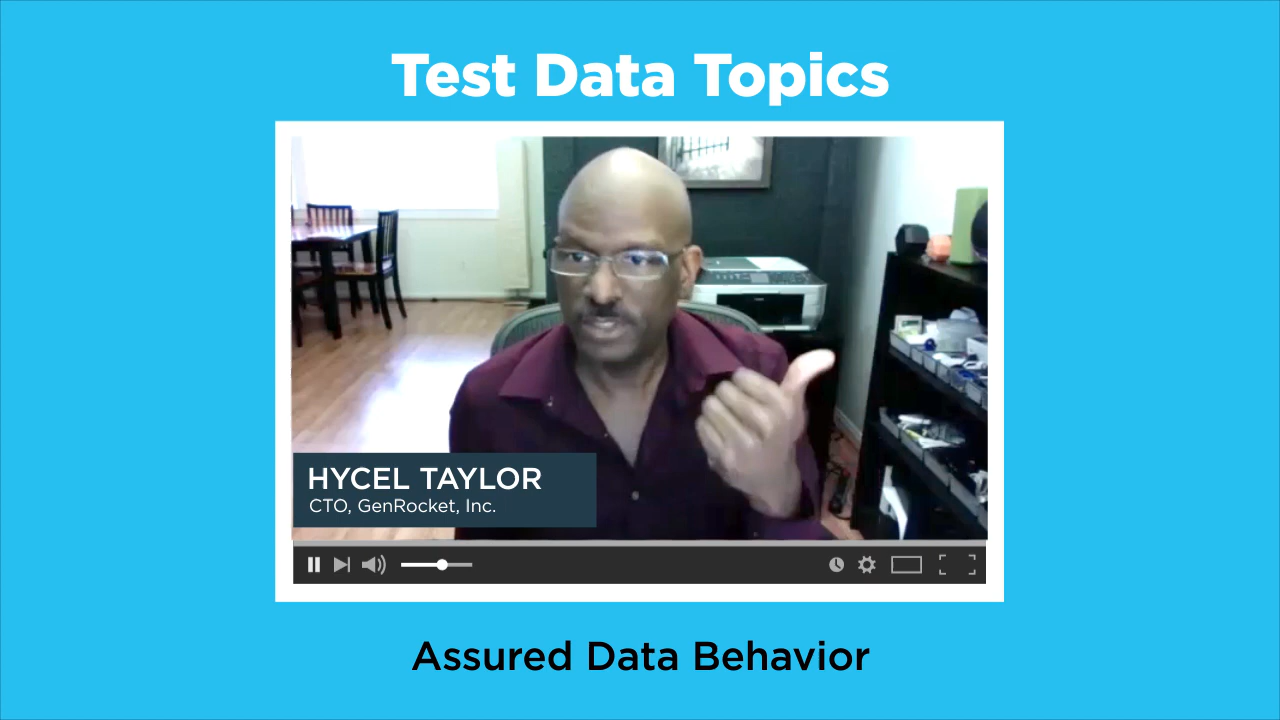 Test Data Topics
HYCEL TAYLOR
CTO, GenRocket, Inc.
Assured Data Behavior